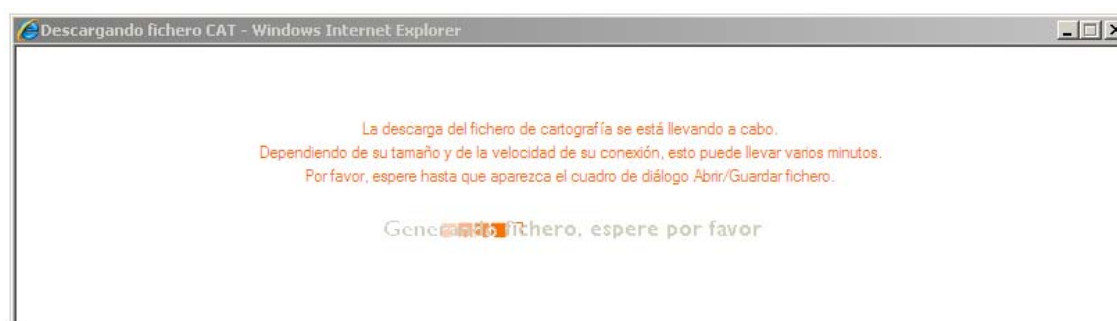 Descargando fichero CAT - Windows Internet Explorer
La descarga del fichero de cartografía se está llevando a cabo.
Dependiendo de su tamaño y de la velocidad de su conexión, esto puede llevar varios minutos.
Por favor, espere hasta que aparezca el cuadro de diálogo Abrir/Guardar fichero.
Generando fichero, espere por favor